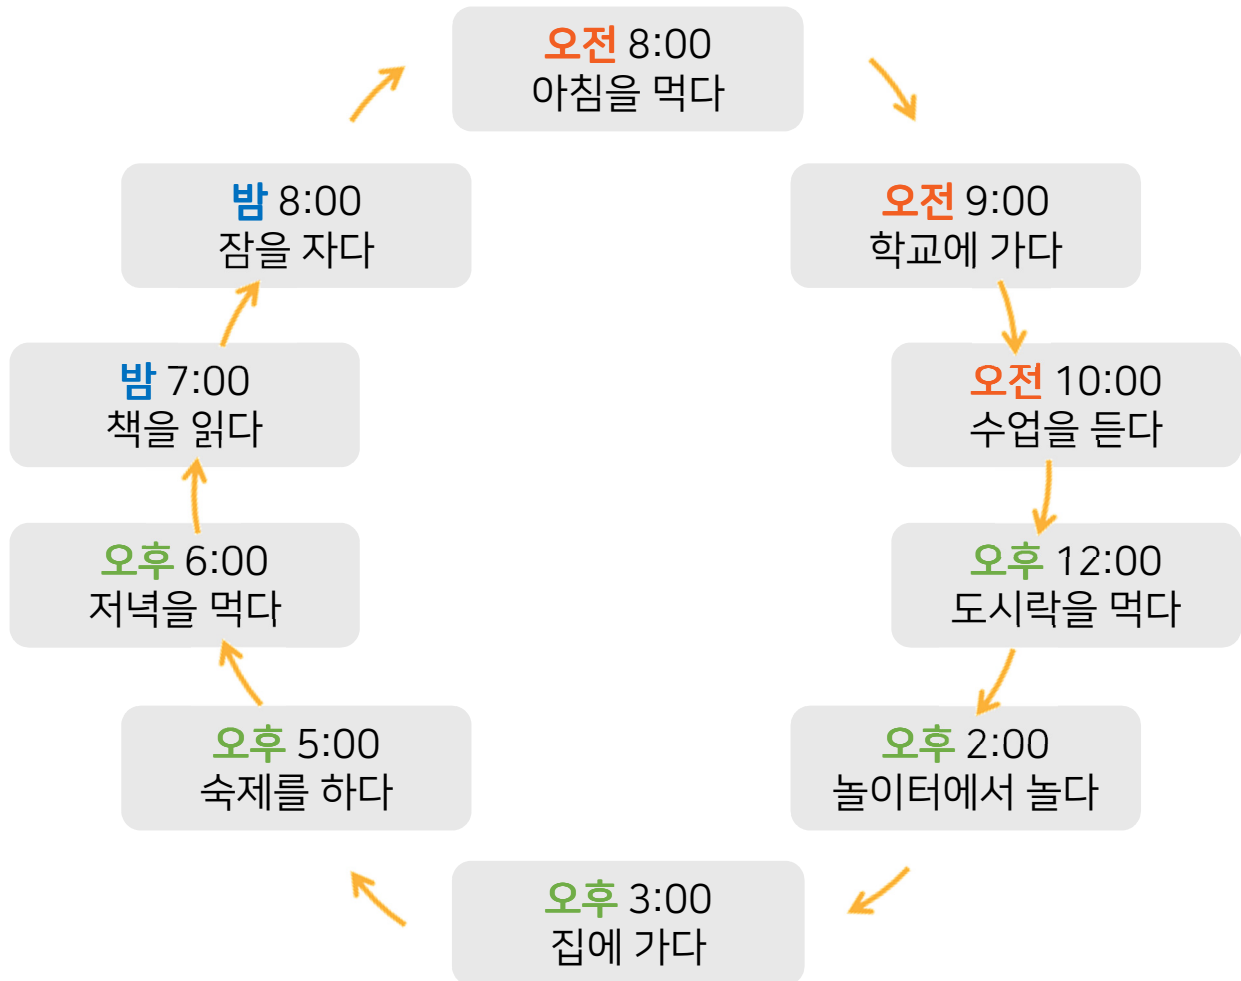 오전 8:00
아침을 먹다
오전 9:00
학교에 가다
오전 10:00
수업을 듣다
오후 12:00
도시락을 먹다
오후 2:00
놀이터에서 놀다
오후 3:00
집에 가다
오후 5:00
숙제를 하다
오후 6:00
저녁을 먹다
밤 7:00
책을 읽다
밤 8:00
잠을 자다